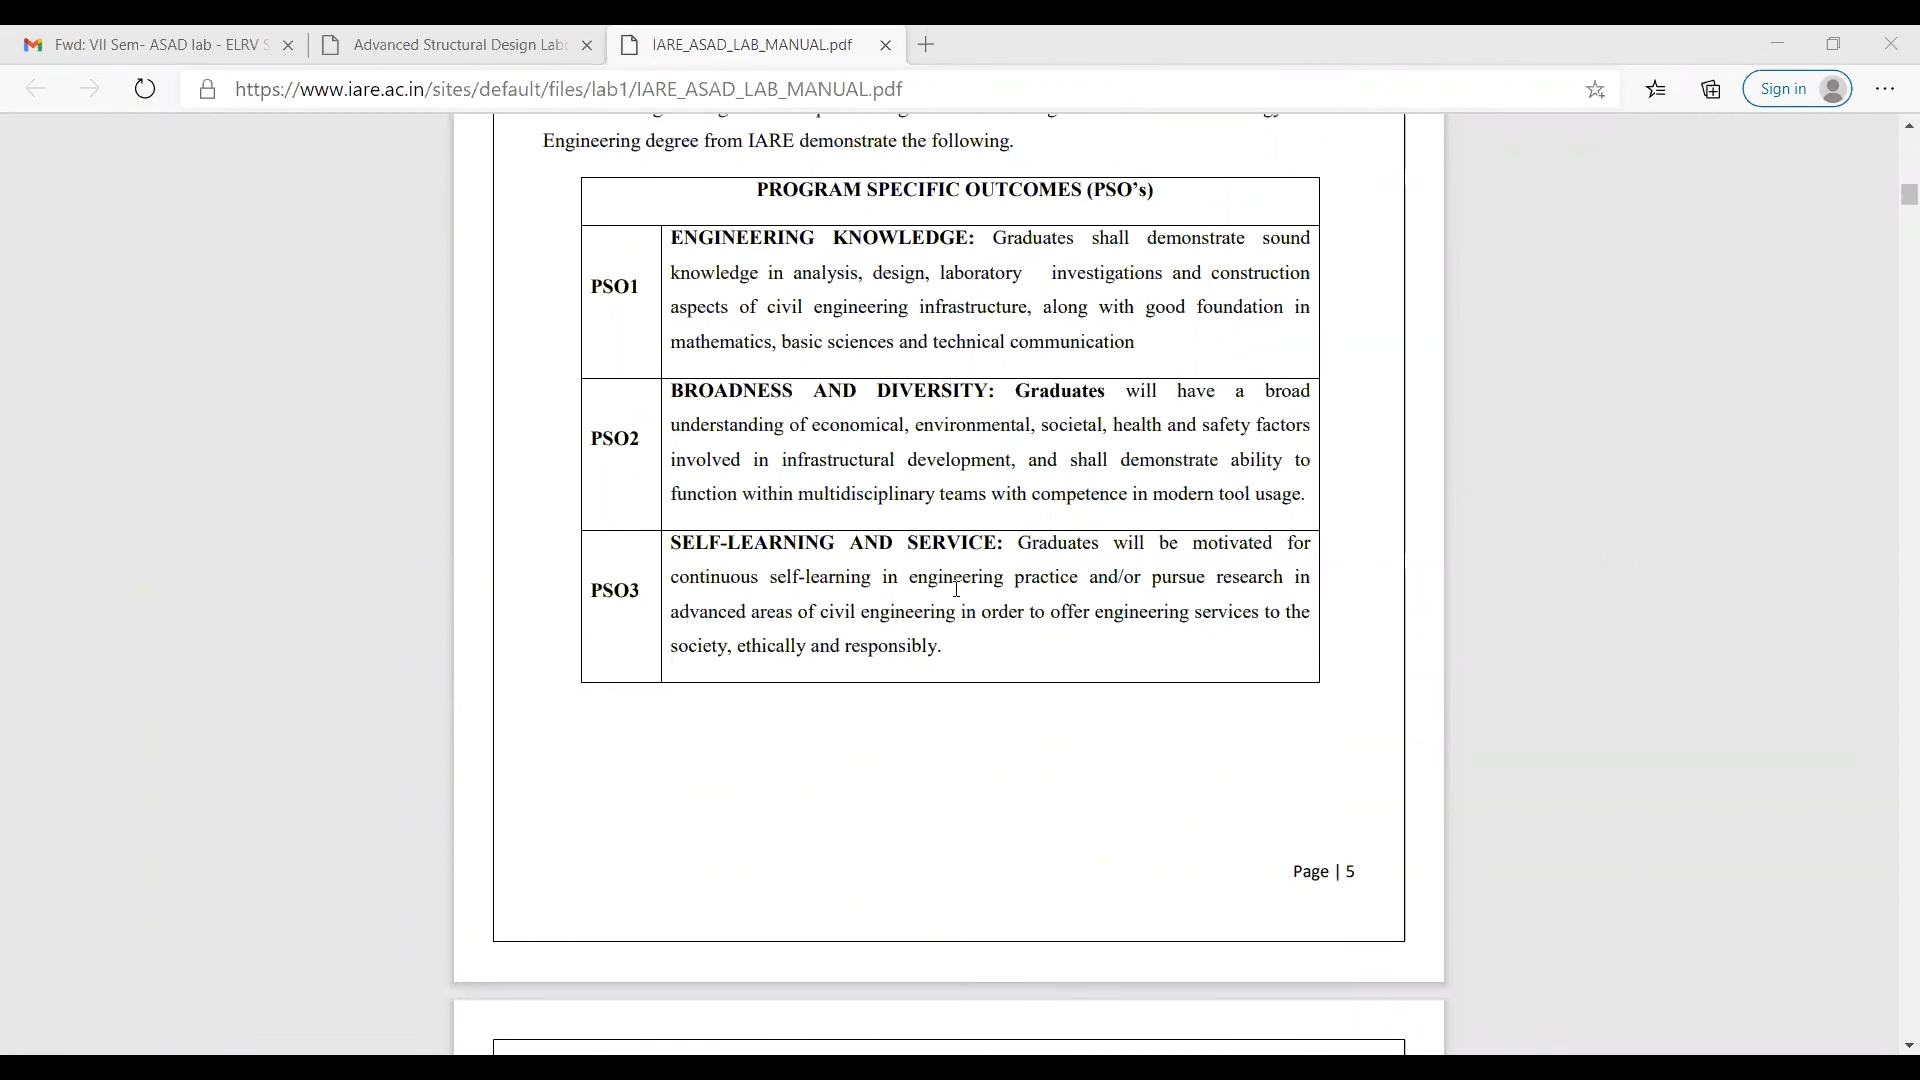 Fwd: VII Sem- ASAD lab - ELRV S
Advanced Structural Design Lab
IARE_ASAD_LAB_MANUAL.pdf
https://www.iare.ac.in/sites/default/files/lab1/IARE_ASAD_LAB_MANUAL.pdf
Sign in
Engineering degree from IARE demonstrate the following.
PROGRAM SPECIFIC OUTCOMES (PSO’s)
PSO1
ENGINEERING KNOWLEDGE: Graduates shall demonstrate sound
knowledge in analysis, design, laboratory investigations and construction
aspects of civil engineering infrastructure, along with good foundation in
mathematics, basic sciences and technical communication
PSO2
BROADNESS AND DIVERSITY: Graduates will have a broad
understanding of economical, environmental, societal, health and safety factors
involved in infrastructural development, and shall demonstrate ability to
function within multidisciplinary teams with competence in modern tool usage.
PSO3
SELF-LEARNING AND SERVICE: Graduates will be motivated for
continuous self-learning in engineering practice and/or pursue research in
advanced areas of civil engineering in order to offer engineering services to the
society, ethically and responsibly.
Page | 5